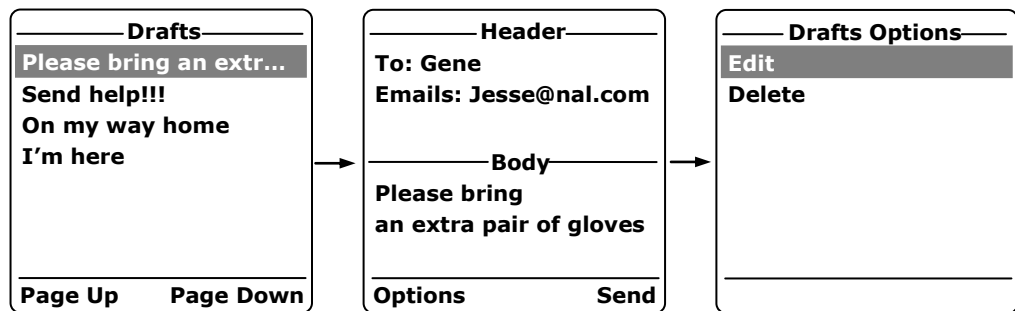 Drafts
Please bring an extr...
Send help!!!
On my way home
I'm here
Page Up Page Down
Header
To: Gene
Emails: Jesse@nal.com
Body
Please bring
an extra pair of gloves
Options Send
Drafts Options
Edit
Delete